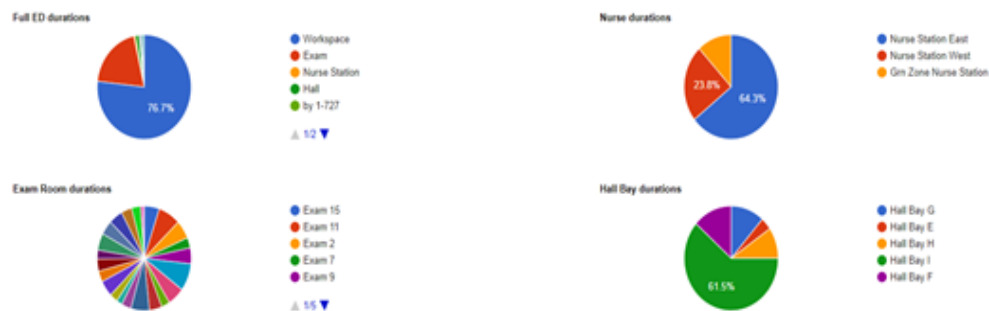 Full ED durations
Workspace
Exam
Nurse Station
Hall
by 1-727
76.7%
1/2
Nurse durations
Nurse Station East
Nurse Station West
Grn Zone Nurse Station
23.8%
64.3%
Exam Room durations
Exam 15
Exam 11
Exam 2
Exam 7
Exam 9
1/5
Hall Bay durations
Hall Bay G
Hall Bay E
Hall Bay H
Hall Bay I
Hall Bay F
61.5%